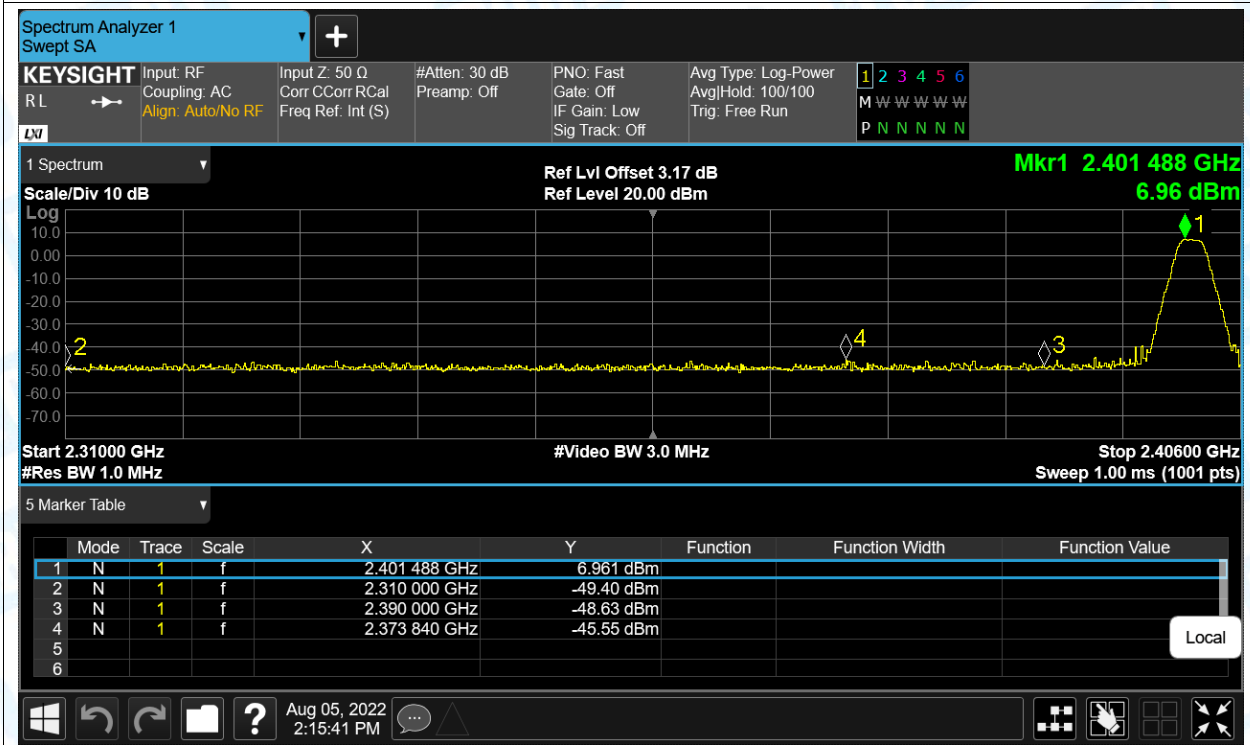 Spectrum Analyzer 1
Swept SA
KEYSIGHT
R L
LXI
Input: RF
Coupling: AC
Align: Auto/No RF
Input Z: 50 Ω
Corr CCorr RCal
Freq Ref: Int (S)
#Atten: 30 dB
Preamp: Off
PNO: Fast
Gate: Off
IF Gain: Low
Sig Track: Off
Avg Type: Log-Power
Avg|Hold: 100/100
Trig: Free Run
1 2 3 4 5 6
M W W W W W
P N N N N N
1 Spectrum
Scale/Div 10 dB
Ref Lvl Offset 3.17 dB
Ref Level 20.00 dBm
Mkr1 2.401 488 GHz
6.96 dBm
Log
10.0
0.00
-10.0
-20.0
-30.0
-40.0
-50.0
-60.0
-70.0
1
2
4
3
Start 2.31000 GHz
#Res BW 1.0 MHz
#Video BW 3.0 MHz
Stop 2.40600 GHz
Sweep 1.00 ms (1001 pts)
5 Marker Table
Mode Trace Scale X Y Function Function Width Function Value
1 N 1 f 2.401 488 GHz 6.961 dBm
2 N 1 f 2.310 000 GHz -49.40 dBm
3 N 1 f 2.390 000 GHz -48.63 dBm
4 N 1 f 2.373 840 GHz -45.55 dBm
5
6
Local
?
Aug 05, 2022
2:15:41 PM